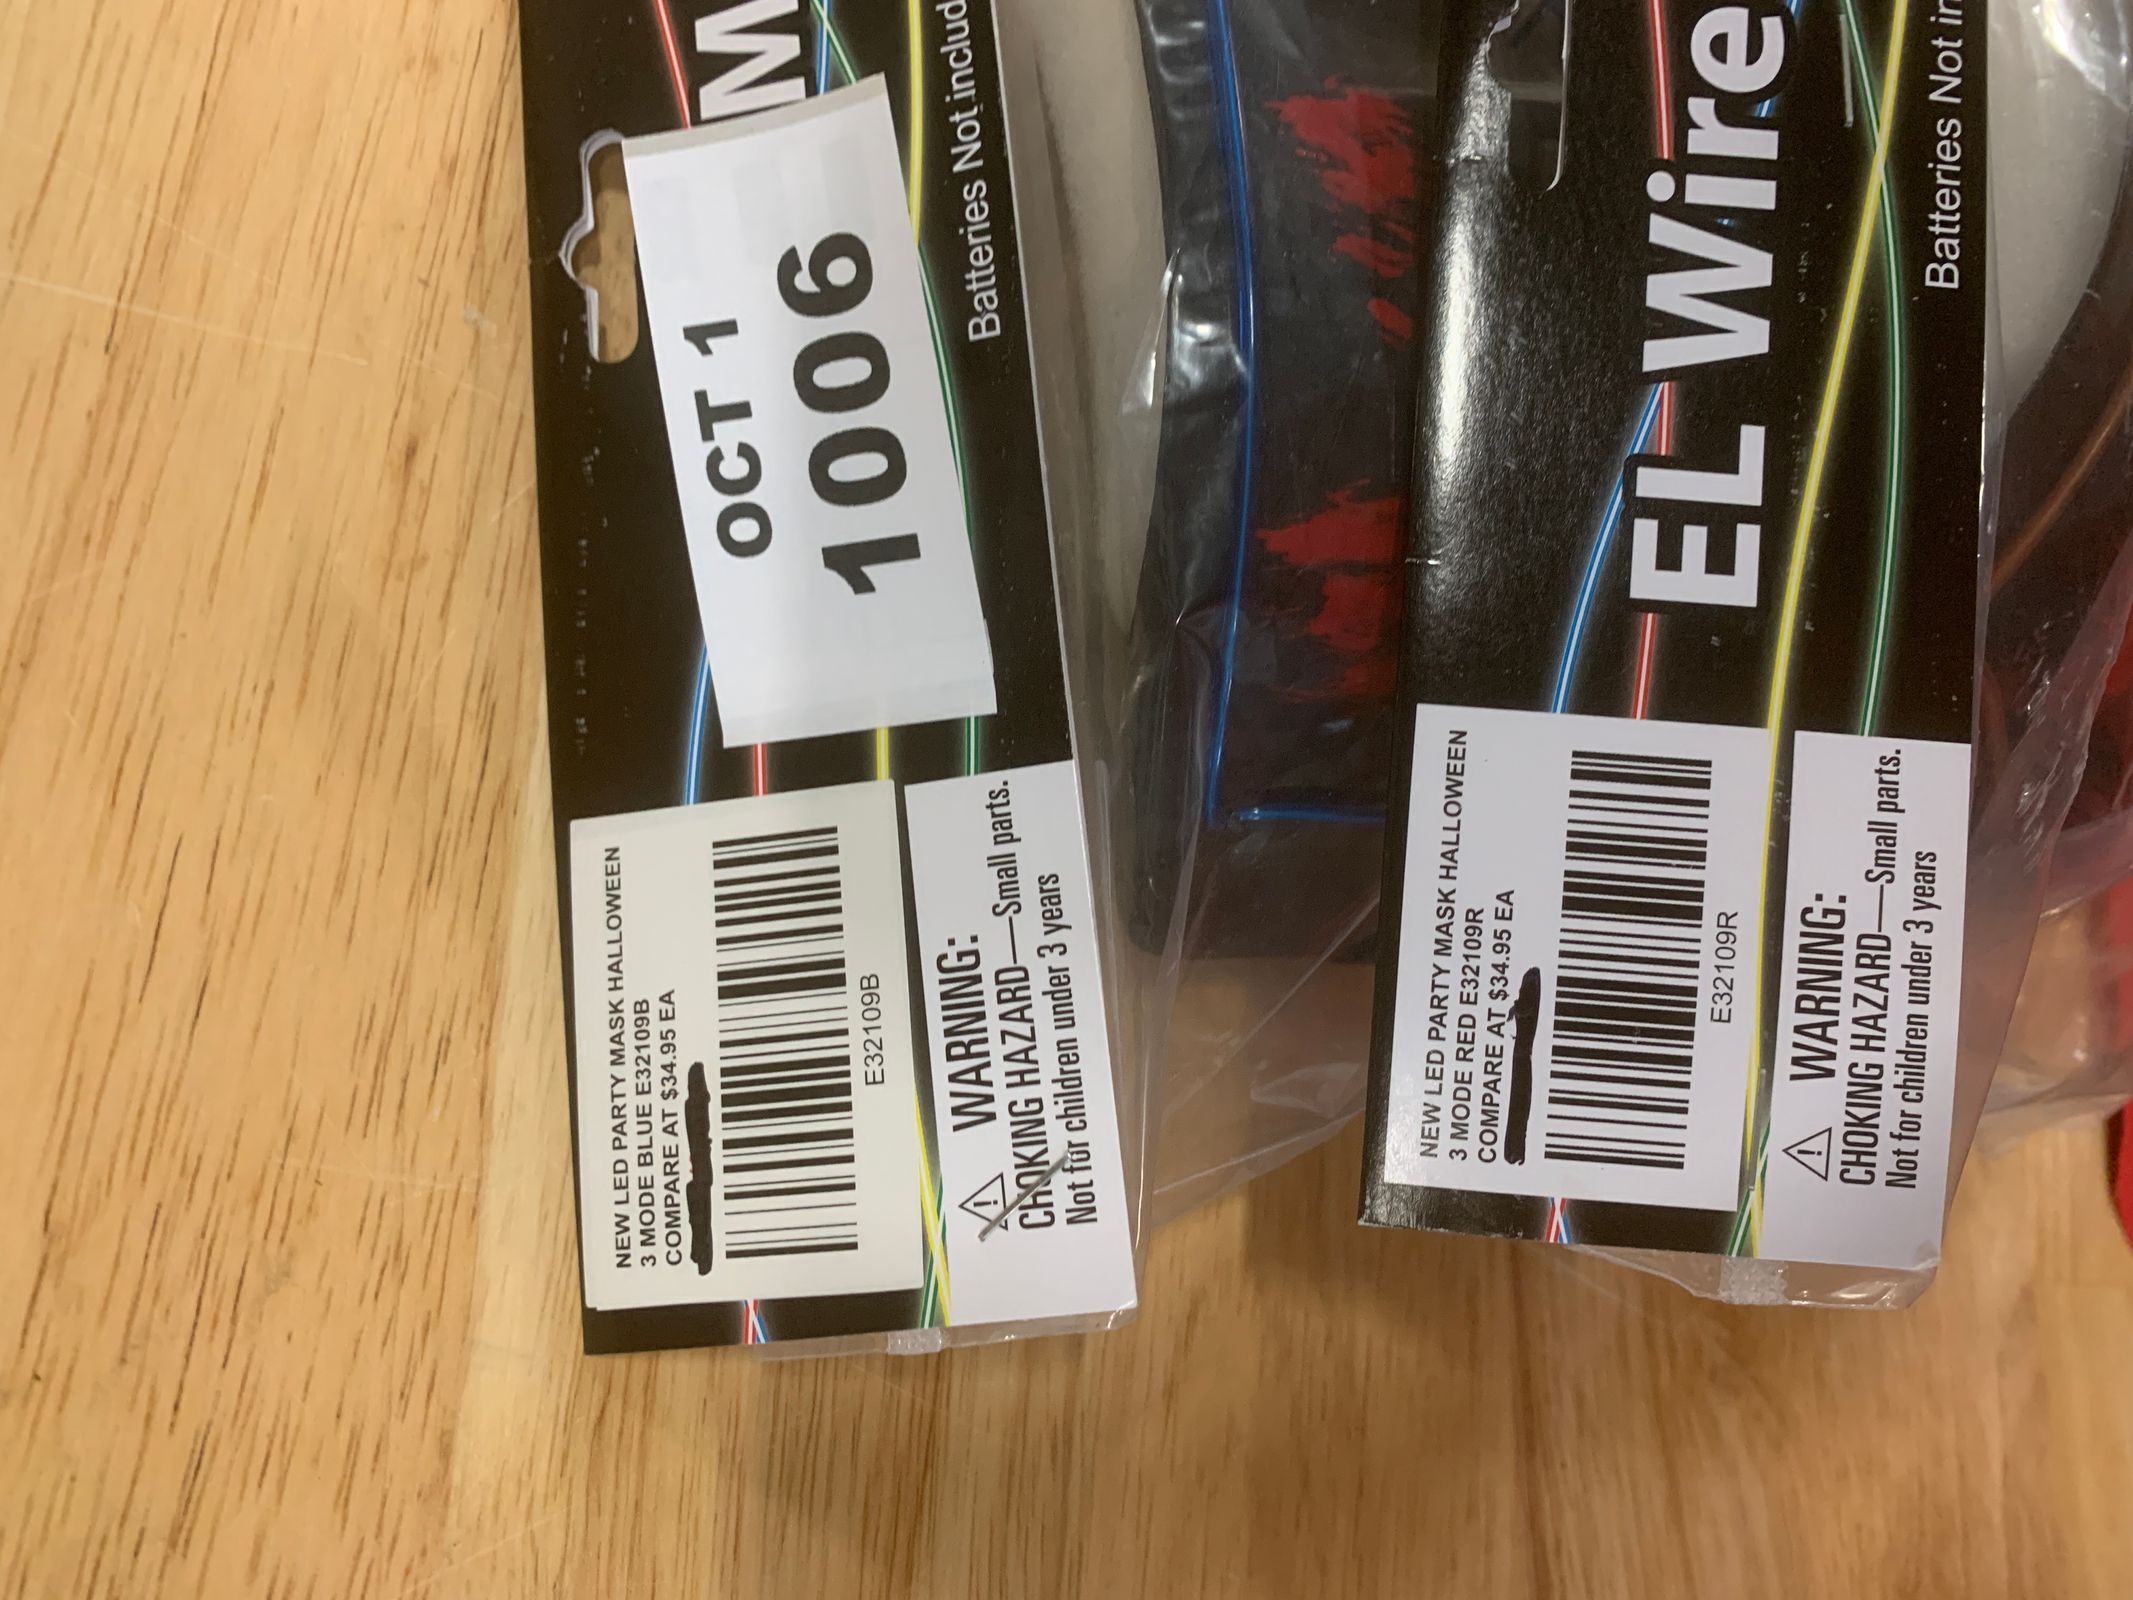 M
OCT 1
1006
Batteries Not includ
NEW LED PARTY MASK HALLOWEEN
3 MODE BLUE E32109B
COMPARE AT $34.95 EA
E32109B
WARNING:
CHOKING HAZARD—Small parts.
Not for children under 3 years
EL Wire
Batteries Not in
NEW LED PARTY MASK HALLOWEEN
3 MODE RED E32109R
COMPARE AT $34.95 EA
E32109R
WARNING:
CHOKING HAZARD—Small parts.
Not for children under 3 years